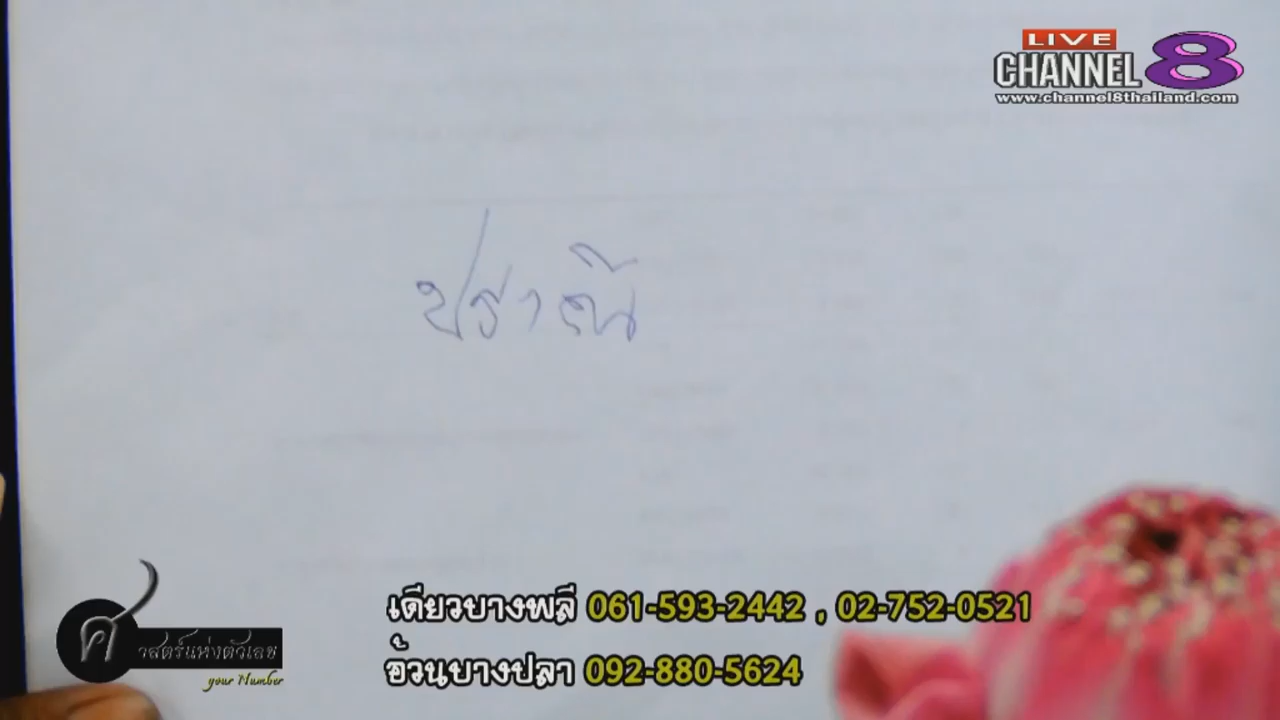 LIVE
CHANNEL 8
www.channel8thailand.com
ปราณี
ศ
วสตร์แห่งตัวเลข
your Number
เดียวบางพลี 061-593-2442 , 02-752-0521
อ้วนบางปลา 092-880-5624